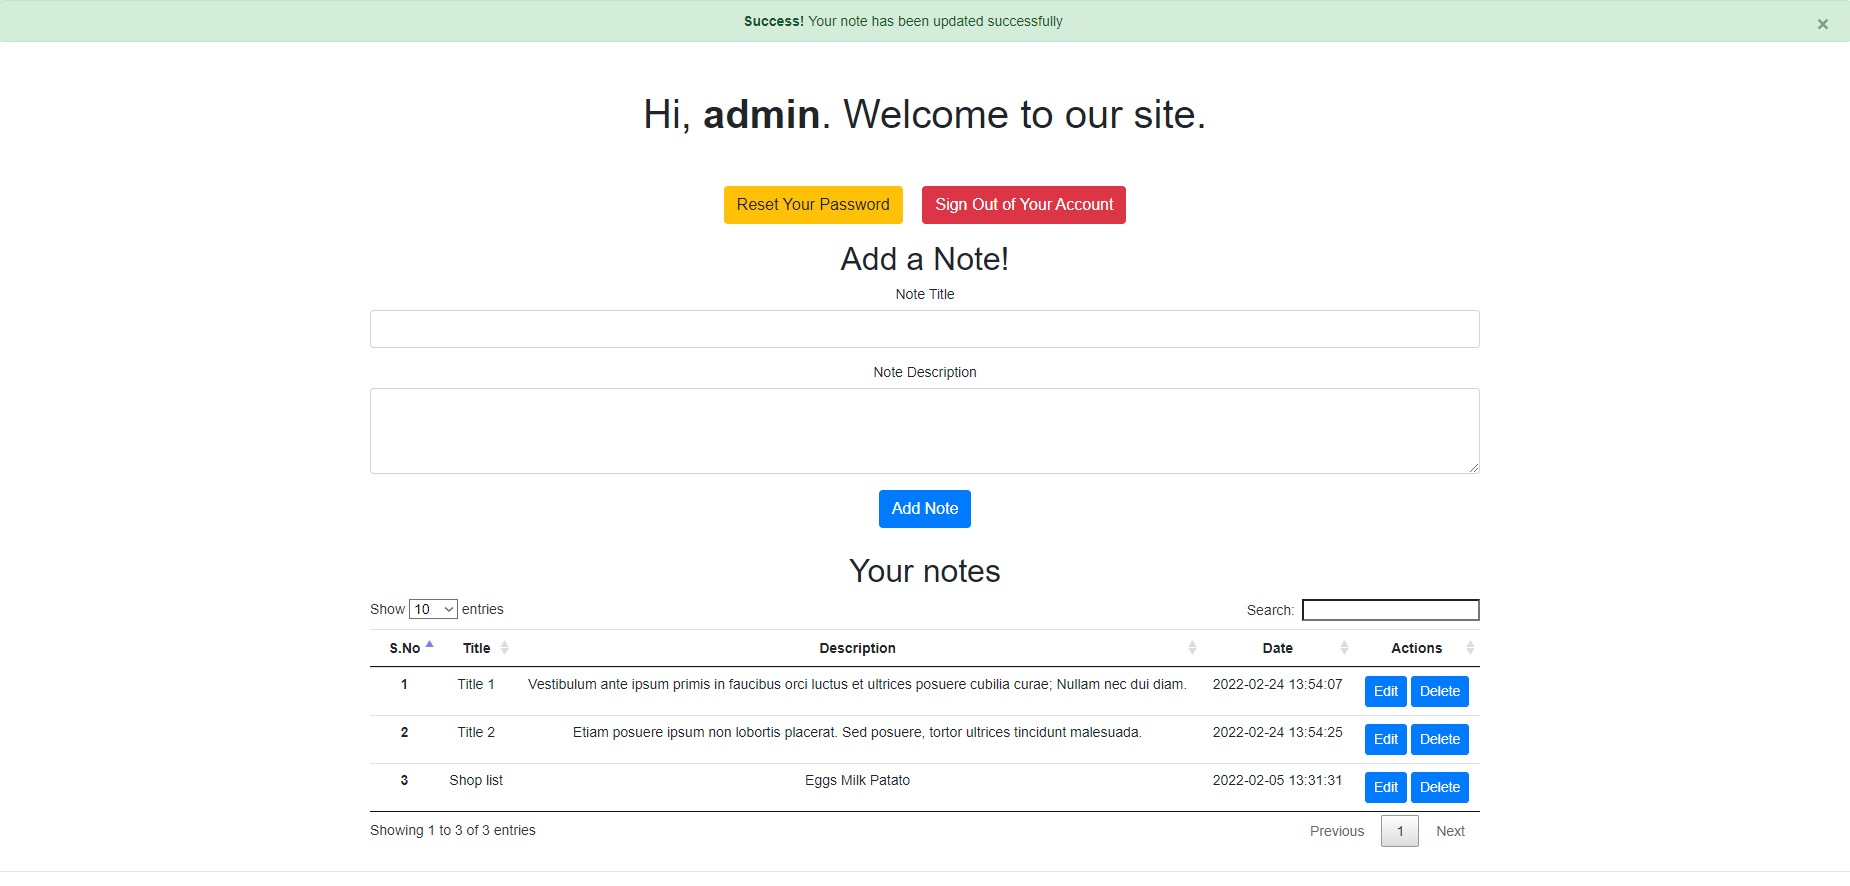 Success! Your note has been updated successfully ×
Hi, admin. Welcome to our site.
Reset Your Password Sign Out of Your Account
Add a Note!
Note Title
Note Description
Add Note
Your notes
Show 10 entries Search:
S.No Title Description Date Actions
1 Title 1 Vestibulum ante ipsum primis in faucibus orci luctus et ultrices posuere cubilia curae; Nullam nec dui diam. 2022-02-24 13:54:07 Edit Delete
2 Title 2 Etiam posuere ipsum non lobortis placerat. Sed posuere, tortor ultrices tincidunt malesuada. 2022-02-24 13:54:25 Edit Delete
3 Shop list Eggs Milk Patato 2022-02-05 13:31:31 Edit Delete
Showing 1 to 3 of 3 entries Previous 1 Next